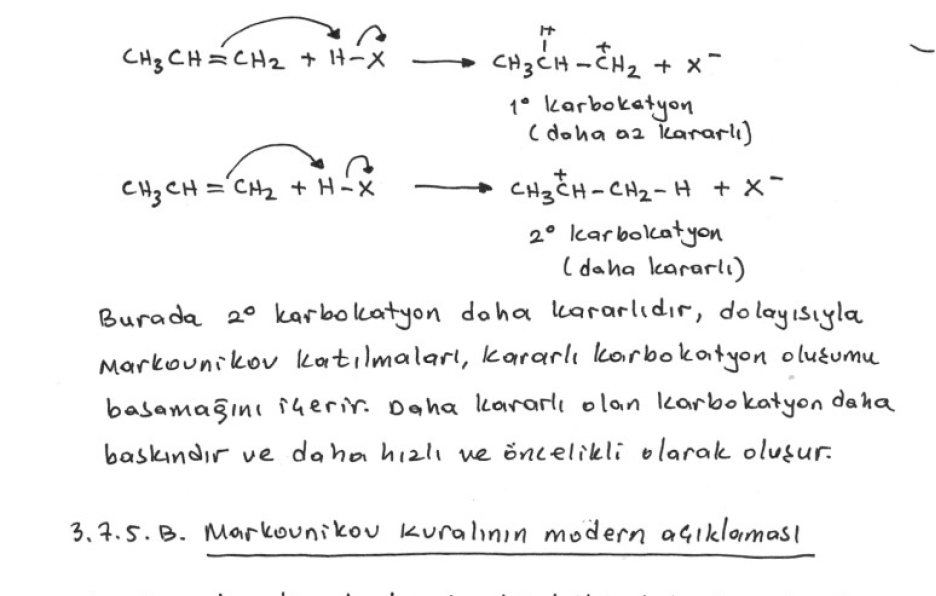 CH₃CH=CH₂ + H-X ⟶ CH₃CH(H)-C⁺H₂ + X⁻
1° karbokatyon
(daha az kararlı)
CH₃CH=CH₂ + H-X ⟶ CH₃C⁺H-CH₂-H + X⁻
2° karbokatyon
(daha kararlı)
Burada 2° karbokatyon daha kararlıdır, dolayısıyla
Markovnikov katılmaları, kararlı karbokatyon oluşumu
basamağını içerir. Daha kararlı olan karbokatyon daha
baskındır ve daha hızlı ve öncelikli olarak oluşur.
3.7.5.B. Markovnikov kuralının modern açıklaması